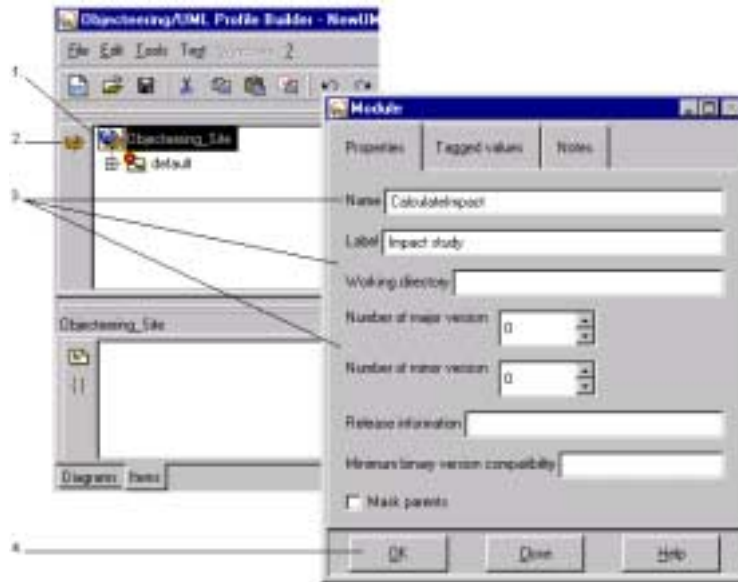 Objecteering/UML Profile Builder - NewUM
File Edit Tools Test ?
1
2
Objecteering_Site
default
3
Module
Properties Tagged values Notes
Name CalculateImpact
Label Impact study
Working directory
Number of major version 0
Number of minor version 0
Release information
Minimum binary version compatibility
Mask parents
Objecteering_Site
Diagrams Items
4
OK Close Help